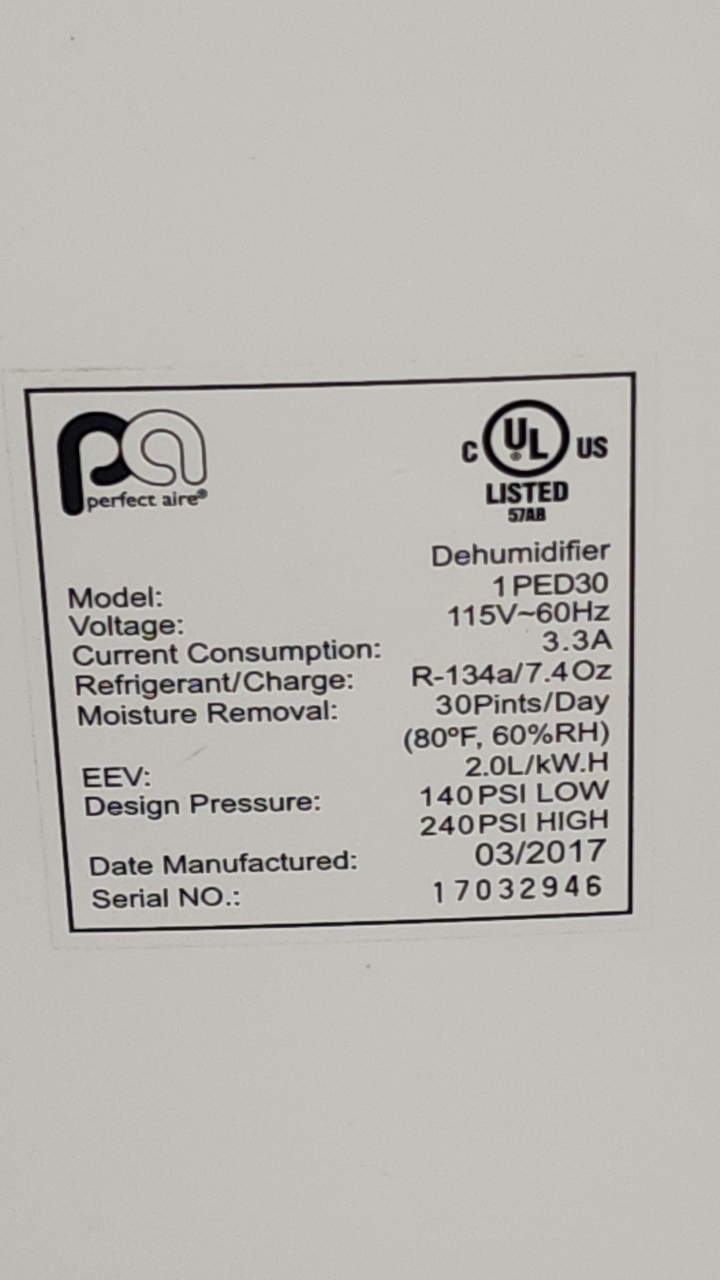 pa
perfect aire®
C UL® US
LISTED
57AB
Dehumidifier
Model: 1PED30
Voltage: 115V~60Hz
Current Consumption: 3.3A
Refrigerant/Charge: R-134a/7.4Oz
Moisture Removal: 30Pints/Day
(80ºF, 60%RH)
EEV: 2.0L/kW.H
Design Pressure: 140PSI LOW
240PSI HIGH
Date Manufactured: 03/2017
Serial NO.: 17032946